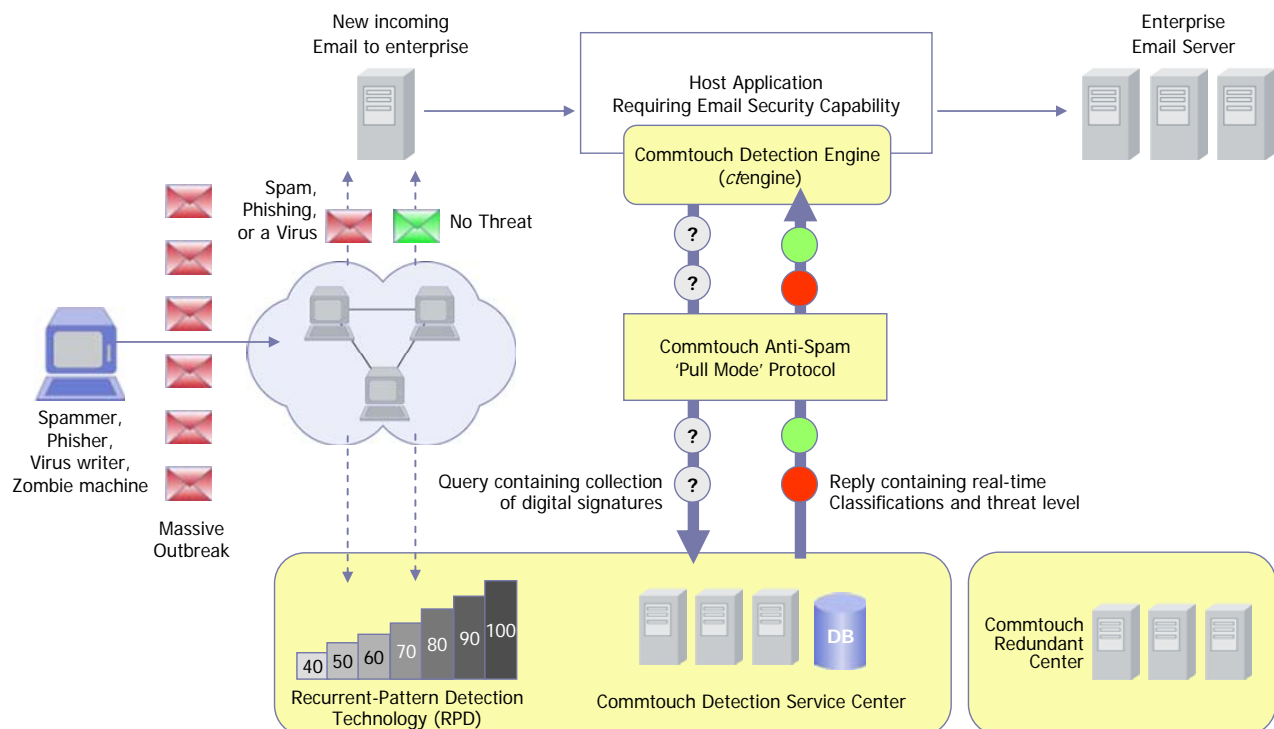 New incoming
Email to enterprise
Enterprise
Email Server
Host Application
Requiring Email Security Capability
Commtouch Detection Engine
(ctengine)
Spam,
Phishing,
or a Virus
No Threat
?
?
Commtouch Anti-Spam
‘Pull Mode’ Protocol
Spammer,
Phisher,
Virus writer,
Zombie machine
Massive
Outbreak
?
?
Query containing collection
of digital signatures
Reply containing real-time
Classifications and threat level
40
50
60
70
80
90
100
Recurrent-Pattern Detection
Technology (RPD)
DB
Commtouch Detection Service Center
Commtouch
Redundant
Center